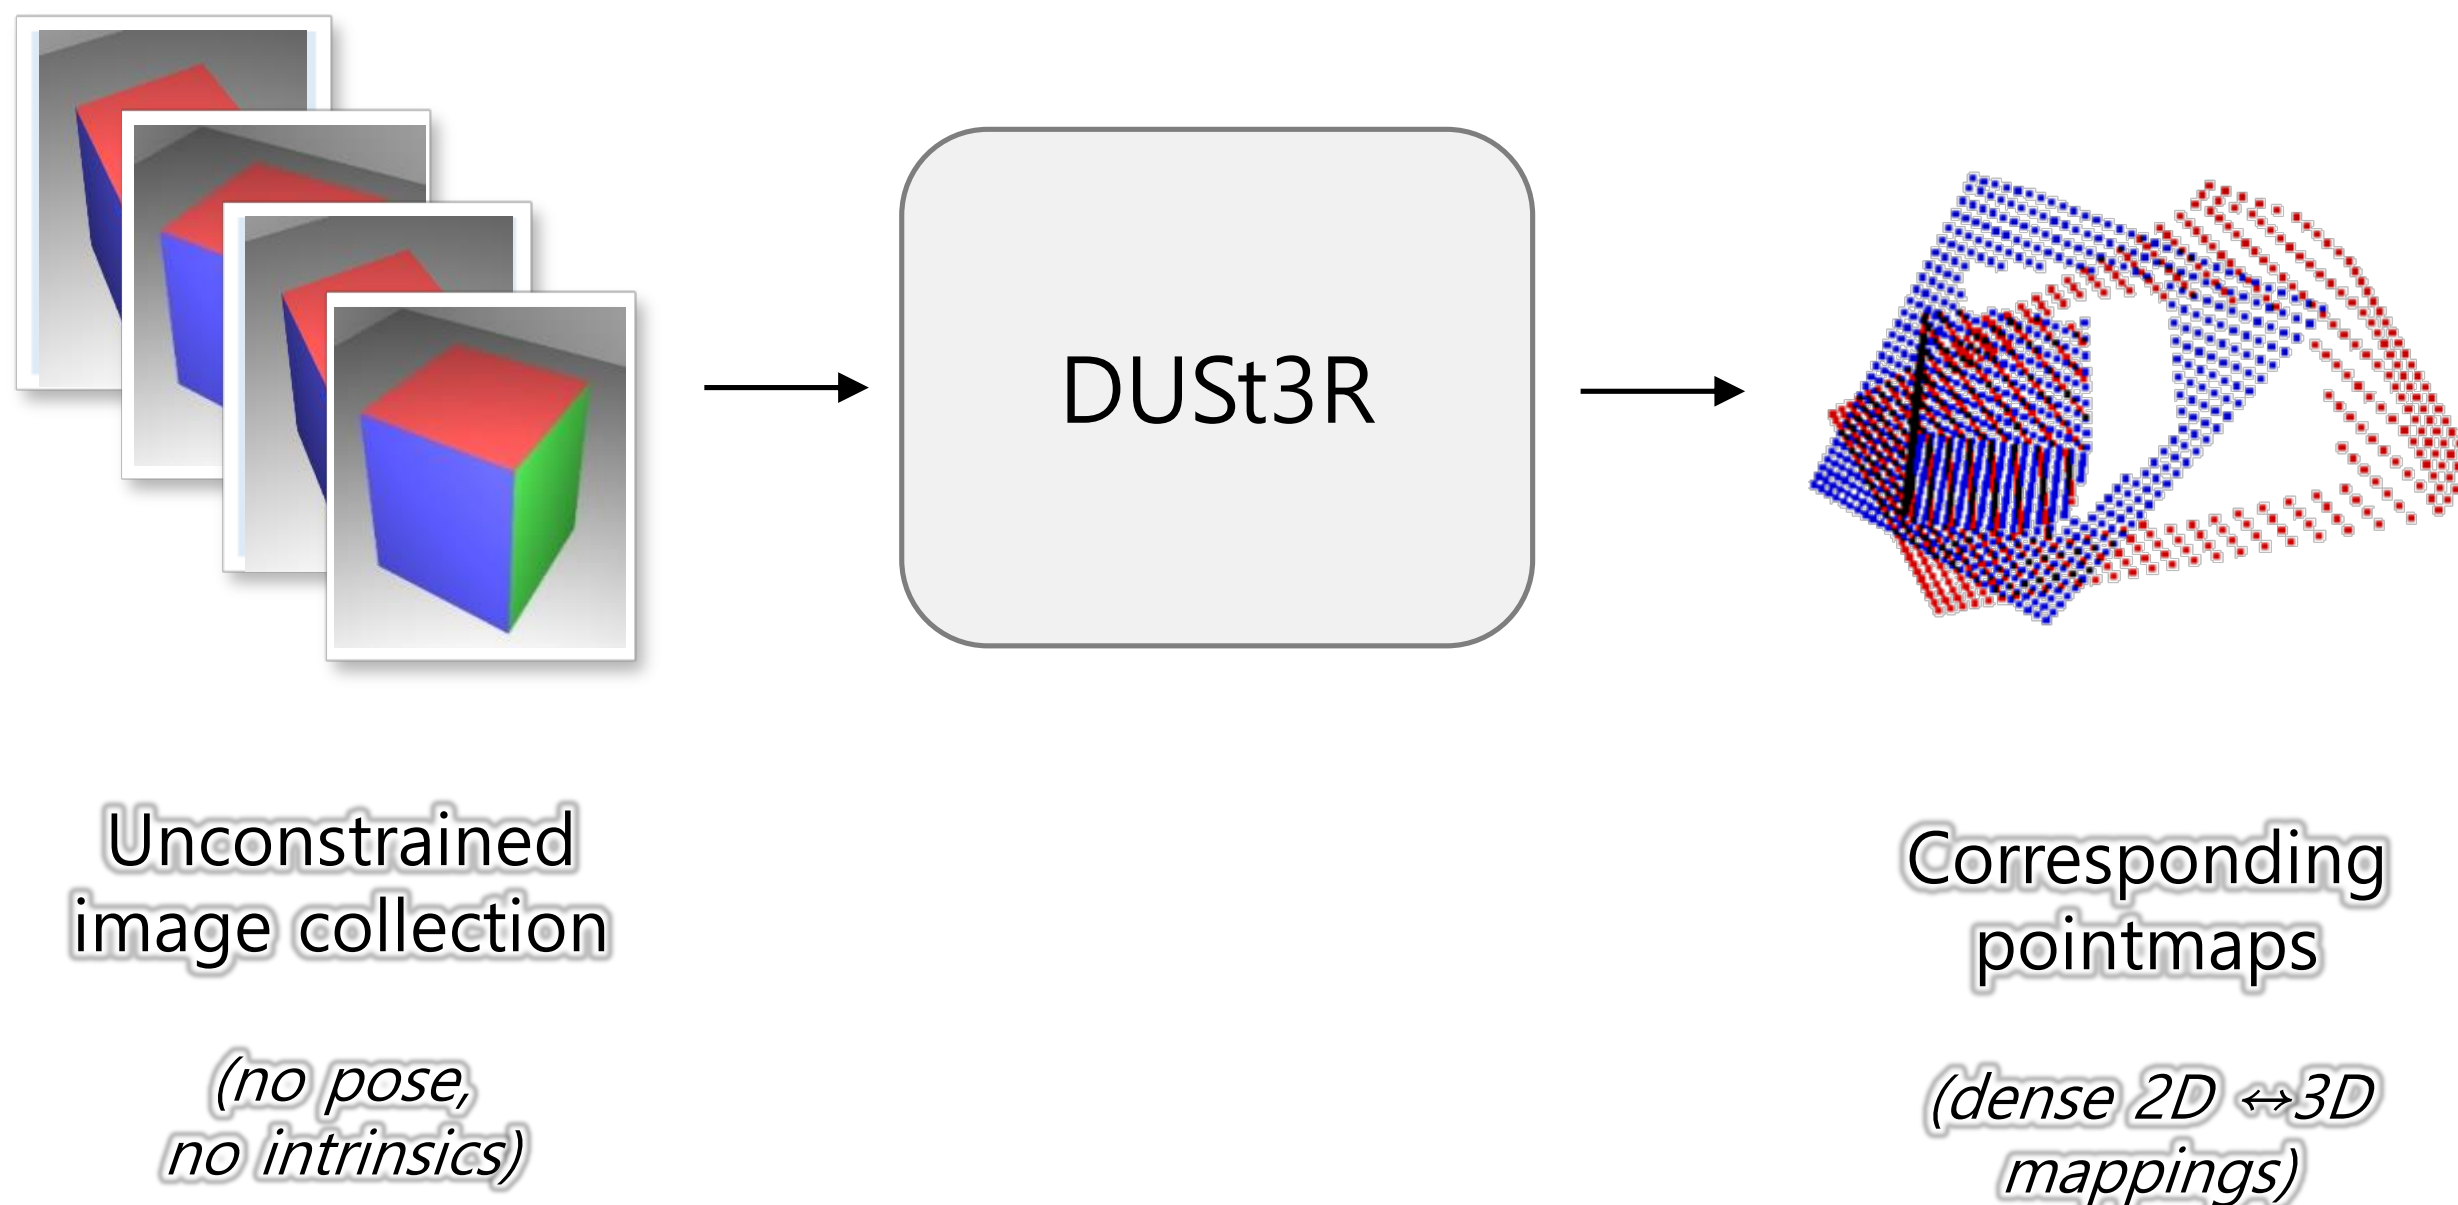 DUSt3R
Unconstrained
image collection
(no pose,
no intrinsics)
Corresponding
pointmaps
(dense 2D ↔3D
mappings)